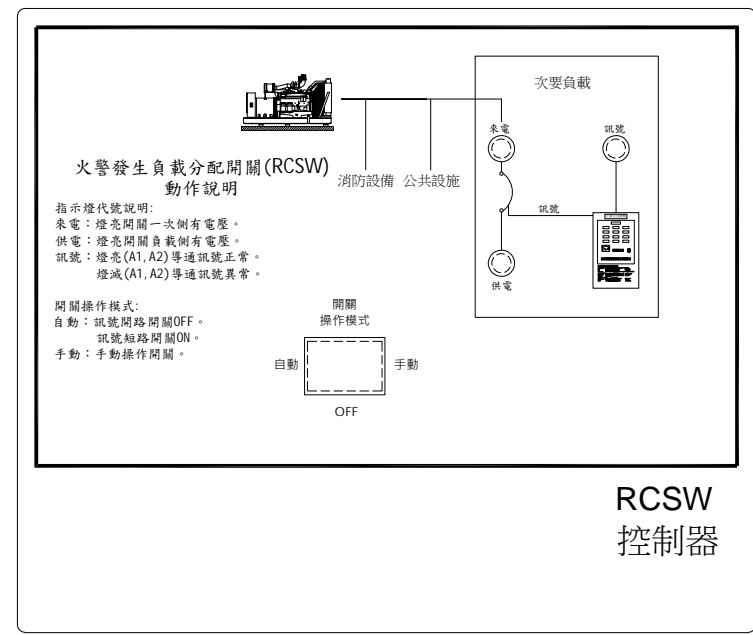 次要負載
來電
訊號
火警發生負載分配開關(RCSW)
動作說明
消防設備 公共設施
指示燈代號說明:
來電：燈亮開關一次側有電壓。
供電：燈亮開關負載側有電壓。
訊號：燈亮(A1,A2)導通訊號正常。
燈滅(A1,A2)導通訊號異常。
訊號
供電
開關操作模式:
自動：訊號開路開關OFF。
訊號短路開關ON。
手動：手動操作開關。
開關
操作模式
自動
手動
OFF
RCSW
控制器